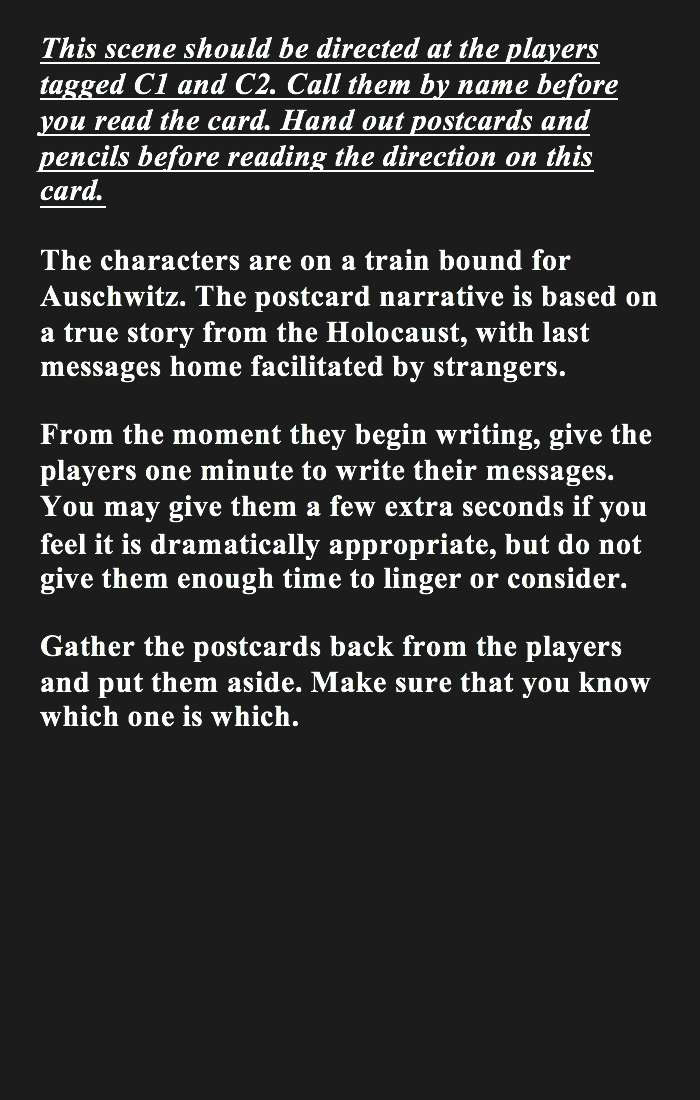 This scene should be directed at the players
tagged C1 and C2. Call them by name before
you read the card. Hand out postcards and
pencils before reading the direction on this
card.
The characters are on a train bound for
Auschwitz. The postcard narrative is based on
a true story from the Holocaust, with last
messages home facilitated by strangers.
From the moment they begin writing, give the
players one minute to write their messages.
You may give them a few extra seconds if you
feel it is dramatically appropriate, but do not
give them enough time to linger or consider.
Gather the postcards back from the players
and put them aside. Make sure that you know
which one is which.